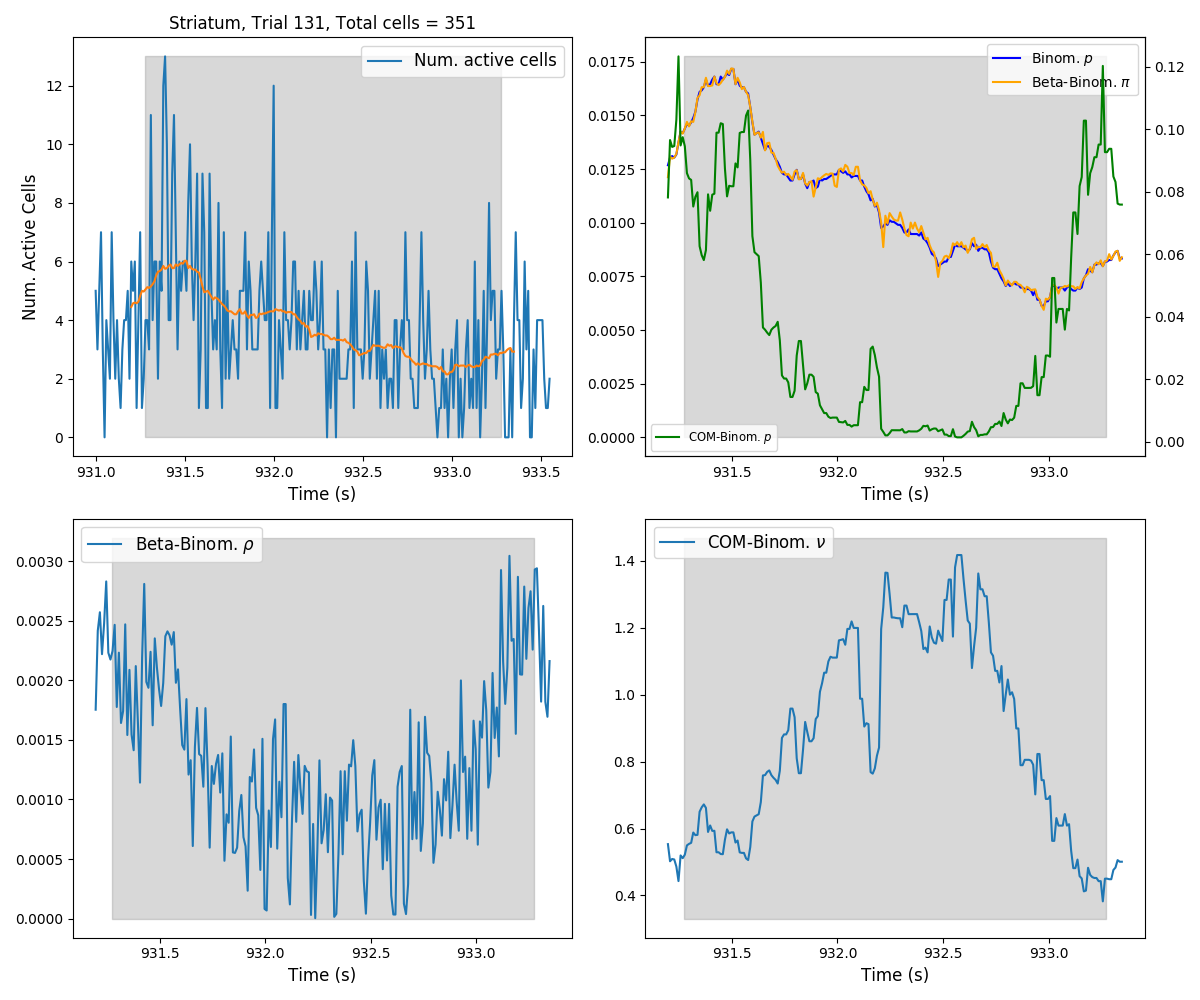 Striatum, Trial 131, Total cells = 351
Num. active cells
Num. Active Cells
12
10
8
6
4
2
0
931.0 931.5 932.0 932.5 933.0 933.5
Time (s)
Binom. p
Beta-Binom. π
COM-Binom. p
0.0175
0.0150
0.0125
0.0100
0.0075
0.0050
0.0025
0.0000
0.12
0.10
0.08
0.06
0.04
0.02
0.00
931.5 932.0 932.5 933.0
Time (s)
Beta-Binom. ρ
0.0030
0.0025
0.0020
0.0015
0.0010
0.0005
0.0000
931.5 932.0 932.5 933.0
Time (s)
COM-Binom. ν
1.4
1.2
1.0
0.8
0.6
0.4
931.5 932.0 932.5 933.0
Time (s)